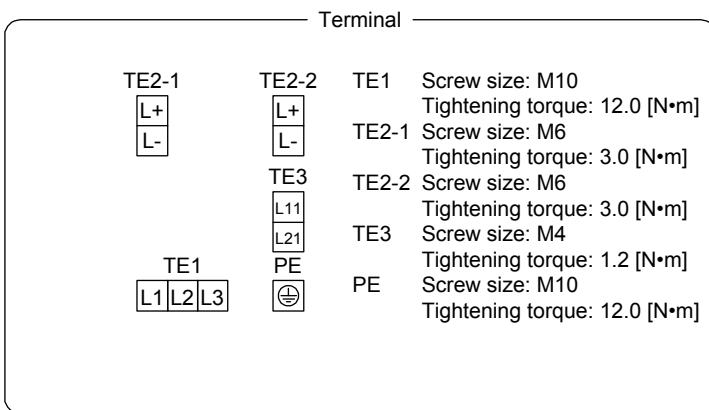 Terminal
TE2-1 TE2-2
L+ L+
L- L-
TE3
L11
L21
TE1 PE
L1 L2 L3
TE1 Screw size: M10
Tightening torque: 12.0 [N•m]
TE2-1 Screw size: M6
Tightening torque: 3.0 [N•m]
TE2-2 Screw size: M6
Tightening torque: 3.0 [N•m]
TE3 Screw size: M4
Tightening torque: 1.2 [N•m]
PE Screw size: M10
Tightening torque: 12.0 [N•m]